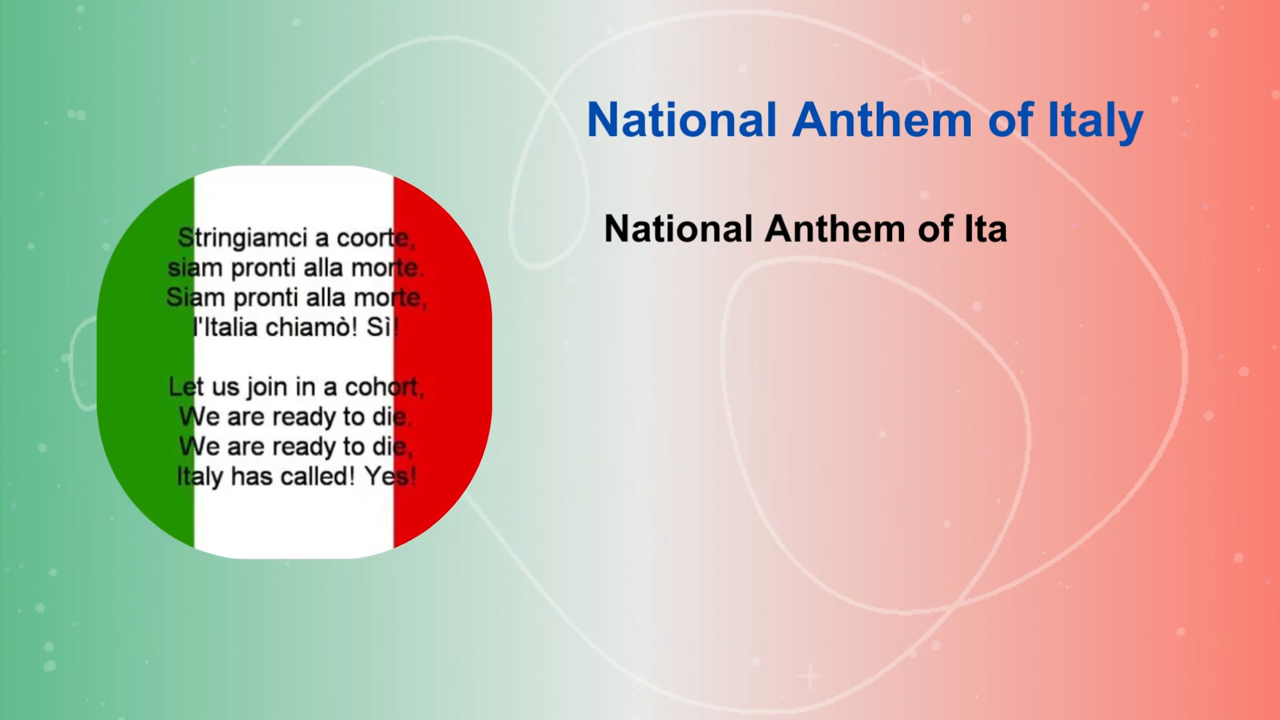 National Anthem of Italy
National Anthem of Ita
Stringiamci a coorte,
siam pronti alla morte.
Siam pronti alla morte,
l'Italia chiamò! Sì!
Let us join in a cohort,
We are ready to die.
We are ready to die,
Italy has called! Yes!